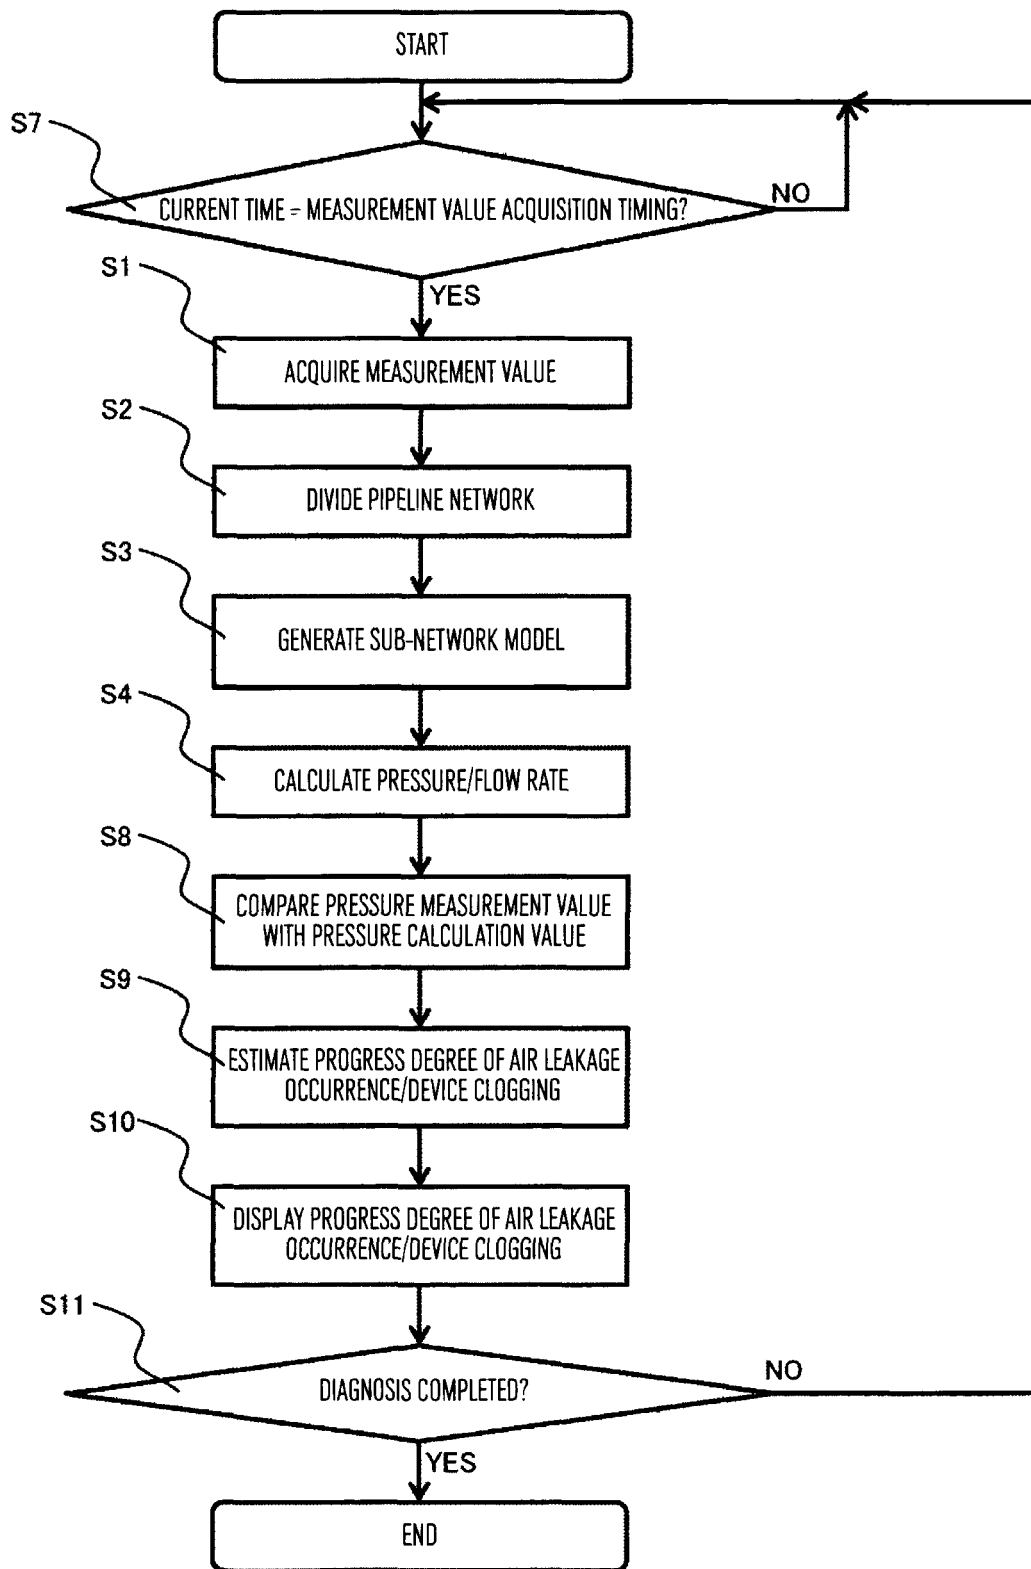 START
S7
CURRENT TIME = MEASUREMENT VALUE ACQUISITION TIMING?
NO
YES
S1
ACQUIRE MEASUREMENT VALUE
S2
DIVIDE PIPELINE NETWORK
S3
GENERATE SUB-NETWORK MODEL
S4
CALCULATE PRESSURE/FLOW RATE
S8
COMPARE PRESSURE MEASUREMENT VALUE
WITH PRESSURE CALCULATION VALUE
S9
ESTIMATE PROGRESS DEGREE OF AIR LEAKAGE
OCCURRENCE/DEVICE CLOGGING
S10
DISPLAY PROGRESS DEGREE OF AIR LEAKAGE
OCCURRENCE/DEVICE CLOGGING
S11
DIAGNOSIS COMPLETED?
NO
YES
END